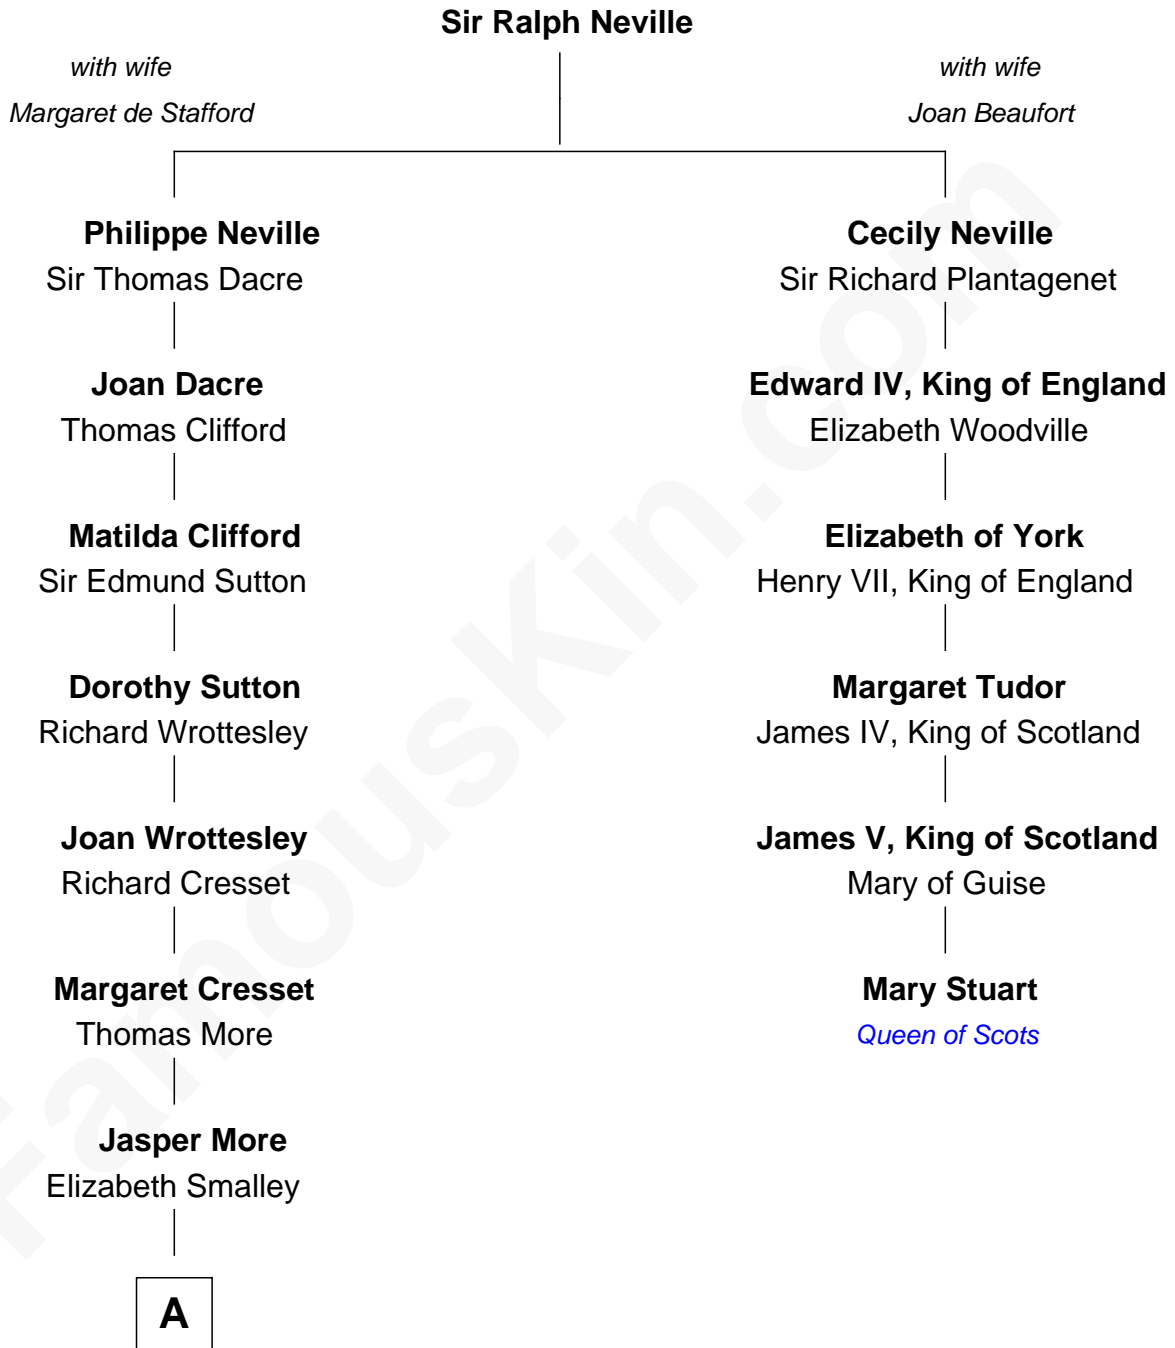 Sir Ralph Neville
with wife
Margaret de Stafford
with wife
Joan Beaufort
Philippe Neville
Sir Thomas Dacre
Cecily Neville
Sir Richard Plantagenet
Joan Dacre
Thomas Clifford
Edward IV, King of England
Elizabeth Woodville
Matilda Clifford
Sir Edmund Sutton
Elizabeth of York
Henry VII, King of England
Dorothy Sutton
Richard Wrottesley
Margaret Tudor
James IV, King of Scotland
Joan Wrottesley
Richard Cresset
James V, King of Scotland
Mary of Guise
Margaret Cresset
Thomas More
Mary Stuart
Queen of Scots
Jasper More
Elizabeth Smalley
A
FamousKin.com